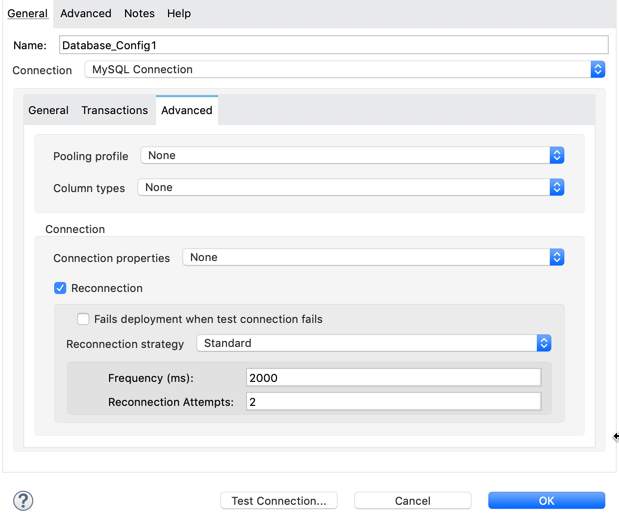 General Advanced Notes Help
Name: Database_Config1
Connection MySQL Connection
General Transactions Advanced
Pooling profile None
Column types None
Connection
Connection properties None
Reconnection
Fails deployment when test connection fails
Reconnection strategy Standard
Frequency (ms): 2000
Reconnection Attempts: 2
? Test Connection... Cancel OK